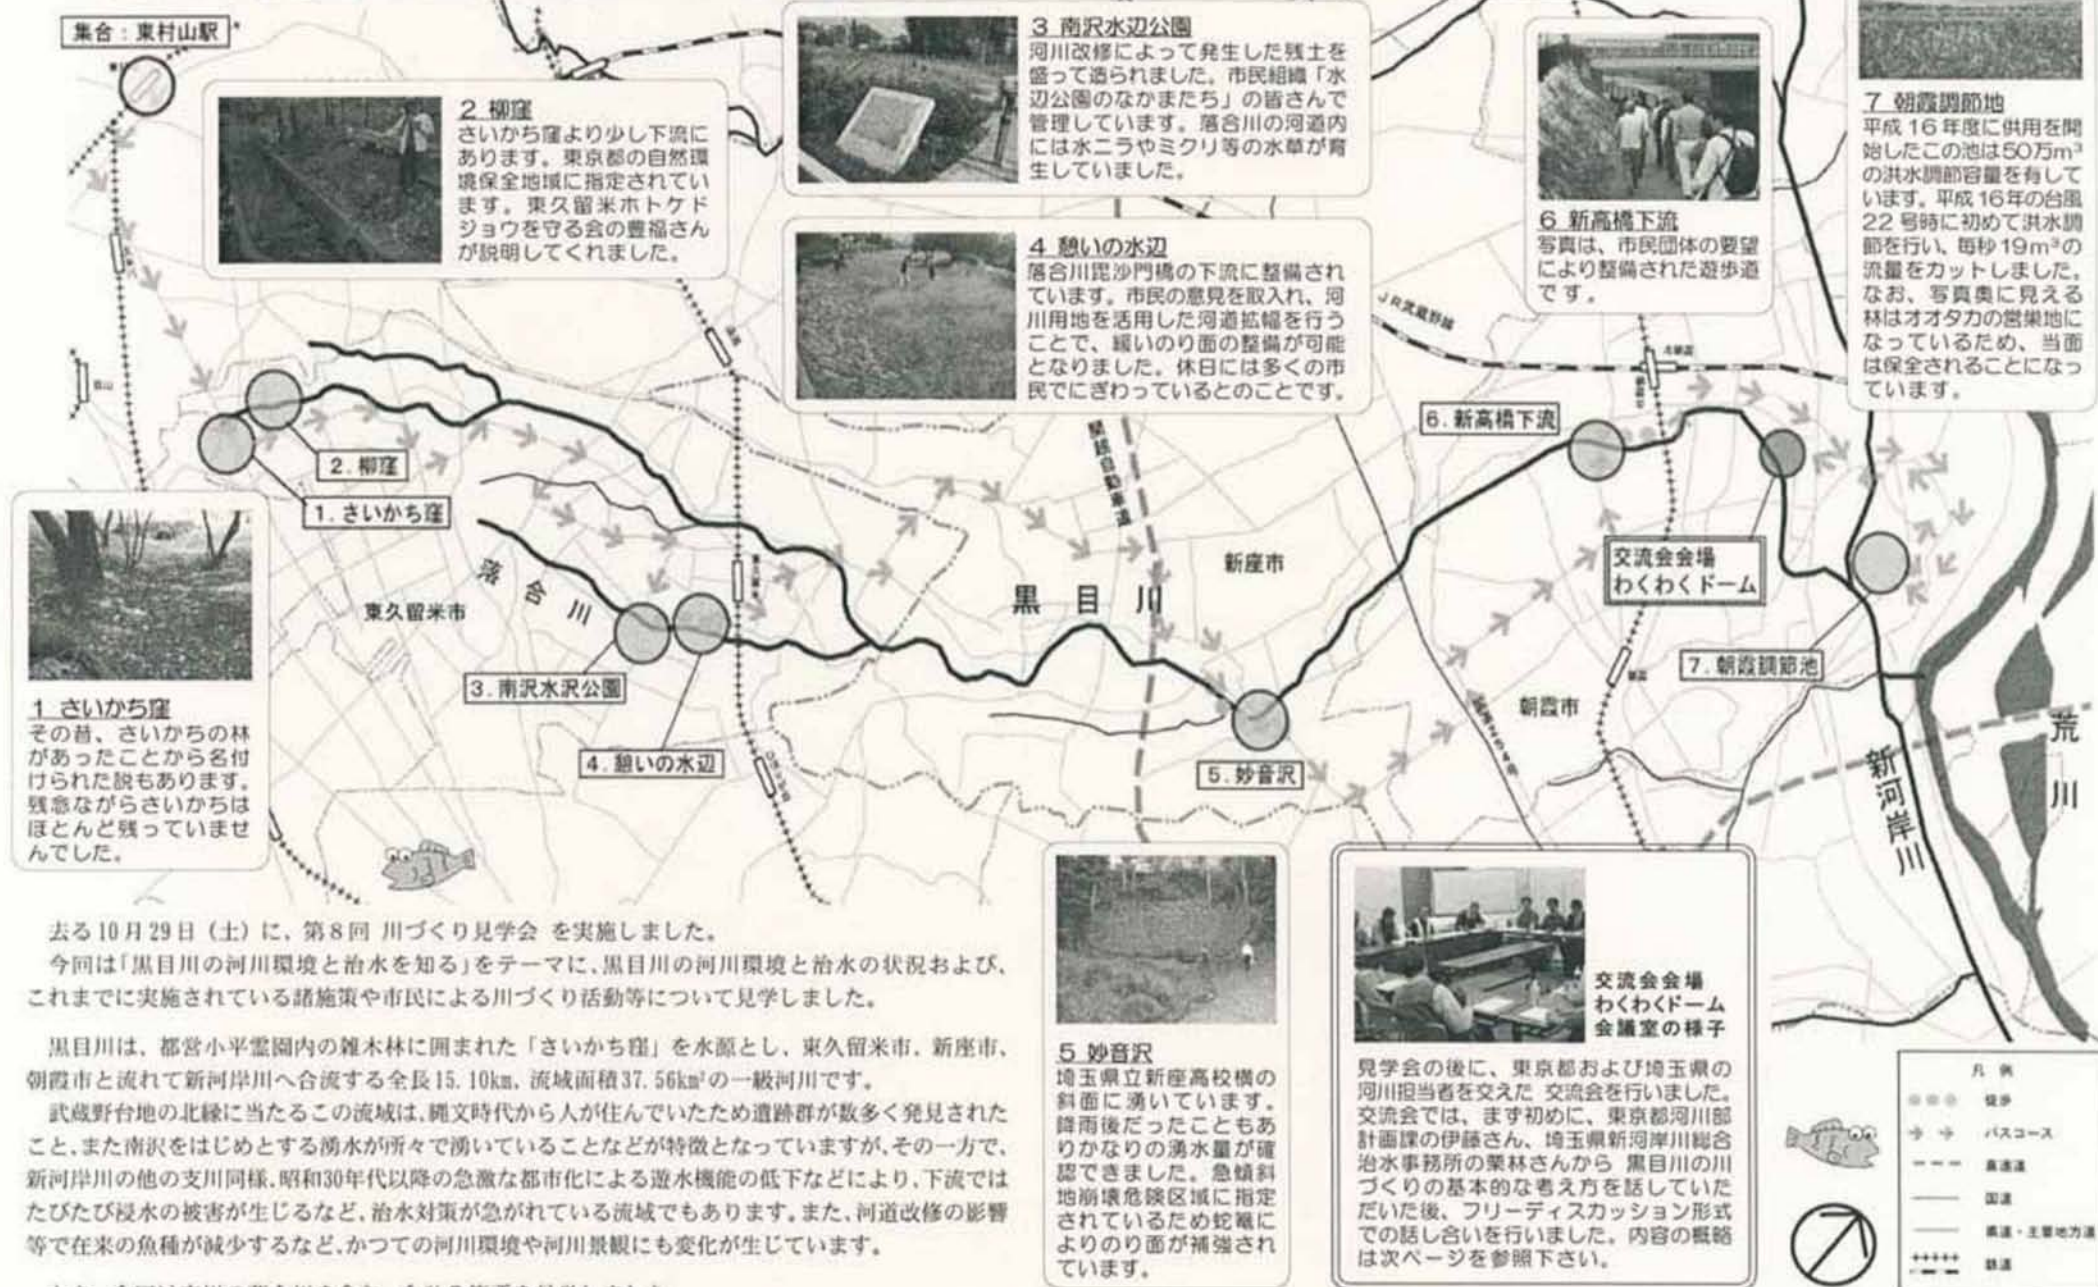 集合：東村山駅
2 柳窪
さいかち窪より少し下流に
あります。東京都の自然環
境保全地域に指定されてい
ます。東久留米ホトケド
ジョウを守る会の豊福さん
が説明してくれました。
3 南沢水辺公園
河川改修によって発生した残土を
盛って造られました。市民組織「水
辺公園のなかまたち」の皆さんで
管理しています。落合川の河道内
には水ニラやミクリ等の水草が育
生していました。
4 憩いの水辺
落合川毘沙門橋の下流に整備され
ています。市民の意見を取入れ、河
川用地を活用した河道拡幅を行う
ことで、緩いのり面の整備が可能
となりました。休日には多くの市
民でにぎわっているとのことです。
6 新高橋下流
写真は、市民団体の要望
により整備された遊歩道
です。
7 朝霞調節地
平成16年度に供用を開
始したこの池は50万m³
の洪水調節容量を有して
います。平成16年の台風
22号時に初めて洪水調
節を行い、毎秒19m³の
流量をカットしました。
なお、写真奥に見える
林はオオタカの営巣地に
なっているため、当面
は保全されることになっ
ています。
JR武蔵野線
関越自動車道
2.柳窪
1.さいかち窪
6.新高橋下流
落合川
東久留米市
黒目川
新座市
交流会会場
わくわくドーム
3.南沢水沢公園
4.憩いの水辺
5.妙音沢
朝霞市
7.朝霞調節池
新河岸川
荒川
1 さいかち窪
その昔、さいかちの林
があったことから名付
けられた説もあります。
残念ながらさいかちは
ほとんど残っていませ
んでした。
去る10月29日（土）に、第8回 川づくり見学会 を実施しました。
今回は「黒目川の河川環境と治水を知る」をテーマに、黒目川の河川環境と治水の状況および、
これまでに実施されている諸施策や市民による川づくり活動等について見学しました。
黒目川は、都営小平霊園内の雑木林に囲まれた「さいかち窪」を水源とし、東久留米市、新座市、
朝霞市と流れて新河岸川へ合流する全長15.10km、流域面積37.56km²の一級河川です。
武蔵野台地の北縁に当たるこの流域は、縄文時代から人が住んでいたため遺跡群が数多く発見された
こと、また南沢をはじめとする湧水が所々で湧いていることなどが特徴となっていますが、その一方で、
新河岸川の他の支川同様、昭和30年代以降の急激な都市化による遊水機能の低下などにより、下流では
たびたび浸水の被害が生じるなど、治水対策が急がれている流域でもあります。また、河道改修の影響
等で在来の魚種が減少するなど、かつての河川環境や河川景観にも変化が生じています。
5 妙音沢
埼玉県立新座高校横の
斜面に湧いています。
降雨後だったこともあ
りかなりの湧水量が確
認できました。急傾斜
地崩壊危険区域に指定
されているため蛇篭に
よりのり面が補強され
ています。
交流会会場
わくわくドーム
会議室の様子
見学会の後に、東京都および埼玉県の
河川担当者を交えた 交流会を行いました。
交流会では、まず初めに、東京都河川部
計画課の伊藤さん、埼玉県新河岸川総合
治水事務所の栗林さんから 黒目川の川
づくりの基本的な考え方を話していた
だいた後、フリーディスカッション形式
での話し合いを行いました。内容の概略
は次ページを参照下さい。
凡例
徒歩
バスコース
高速道
国道
県道・主要地方道
鉄道